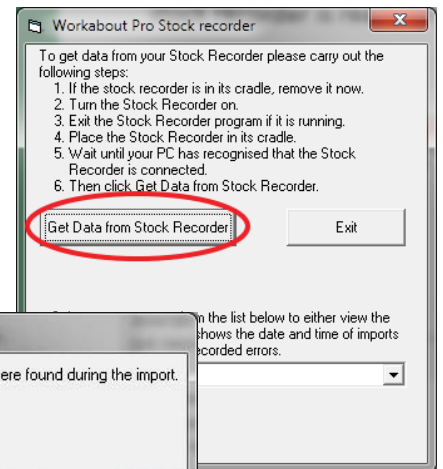 Workabout Pro Stock recorder
To get data from your Stock Recorder please carry out the
following steps:
1. If the stock recorder is in its cradle, remove it now.
2. Turn the Stock Recorder on.
3. Exit the Stock Recorder program if it is running.
4. Place the Stock Recorder in its cradle.
5. Wait until your PC has recognised that the Stock
Recorder is connected.
6. Then click Get Data from Stock Recorder.
Get Data from Stock Recorder
Exit
the list below to either view the
shows the date and time of imports
errors.
were found during the import.